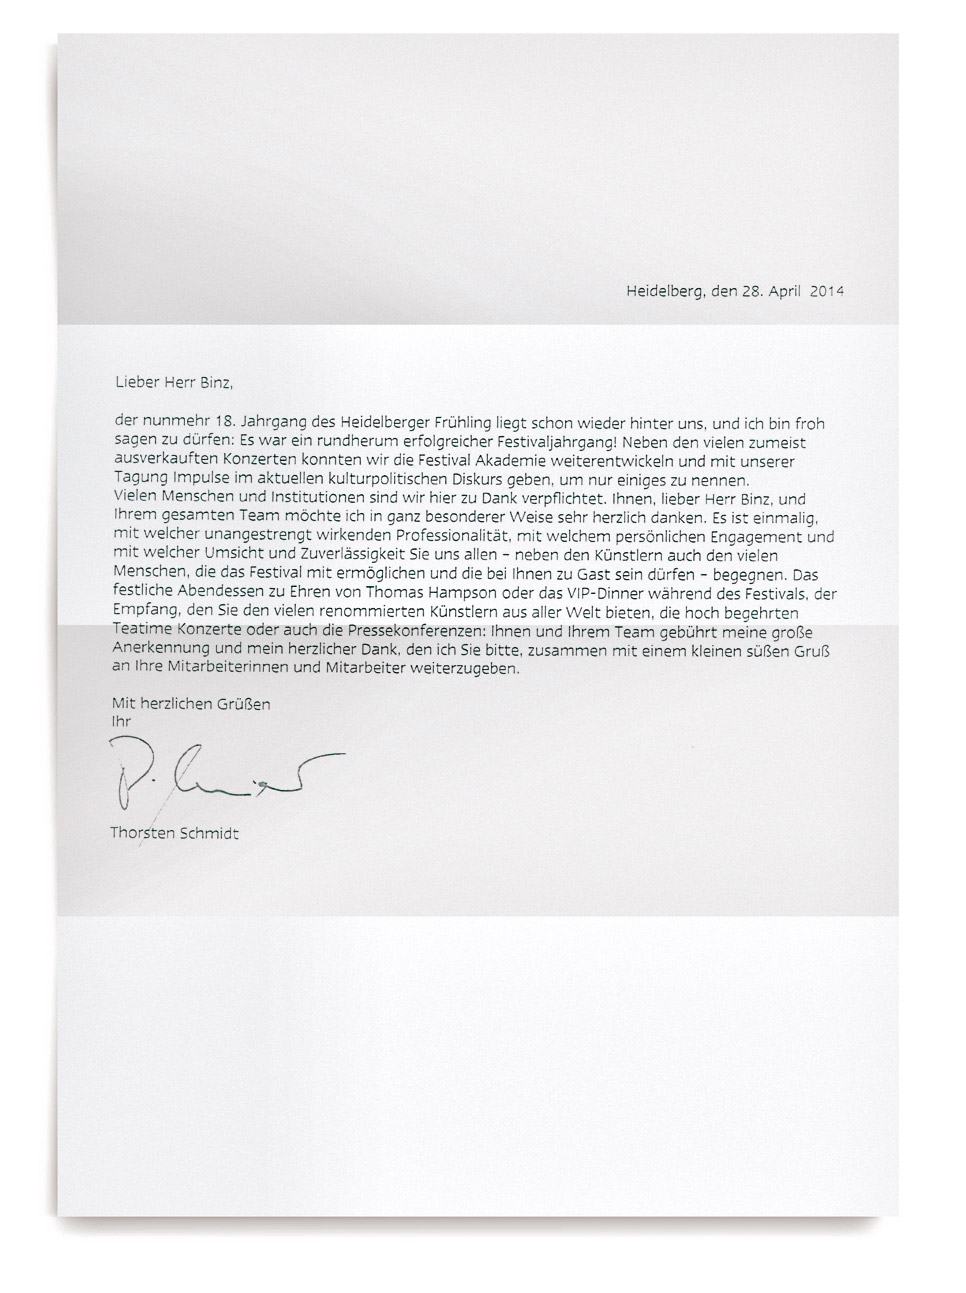 Heidelberg, den 28. April 2014
Lieber Herr Binz,
der nunmehr 18. Jahrgang des Heidelberger Frühling liegt schon wieder hinter uns, und ich bin froh
sagen zu dürfen: Es war ein rundherum erfolgreicher Festivaljahrgang! Neben den vielen zumeist
ausverkauften Konzerten konnten wir die Festival Akademie weiterentwickeln und mit unserer
Tagung Impulse im aktuellen kulturpolitischen Diskurs geben, um nur einiges zu nennen.
Vielen Menschen und Institutionen sind wir hier zu Dank verpflichtet. Ihnen, lieber Herr Binz, und
Ihrem gesamten Team möchte ich in ganz besonderer Weise sehr herzlich danken. Es ist einmalig,
mit welcher unangestrengt wirkenden Professionalität, mit welchem persönlichen Engagement und
mit welcher Umsicht und Zuverlässigkeit Sie uns allen – neben den Künstlern auch den vielen
Menschen, die das Festival mit ermöglichen und die bei Ihnen zu Gast sein dürfen – begegnen. Das
festliche Abendessen zu Ehren von Thomas Hampson oder das VIP-Dinner während des Festivals, der
Empfang, den Sie den vielen renommierten Künstlern aus aller Welt bieten, die hoch begehrten
Teatime Konzerte oder auch die Pressekonferenzen: Ihnen und Ihrem Team gebührt meine große
Anerkennung und mein herzlicher Dank, den ich Sie bitte, zusammen mit einem kleinen süßen Gruß
an Ihre Mitarbeiterinnen und Mitarbeiter weiterzugeben.
Mit herzlichen Grüßen
Ihr
Thorsten Schmidt